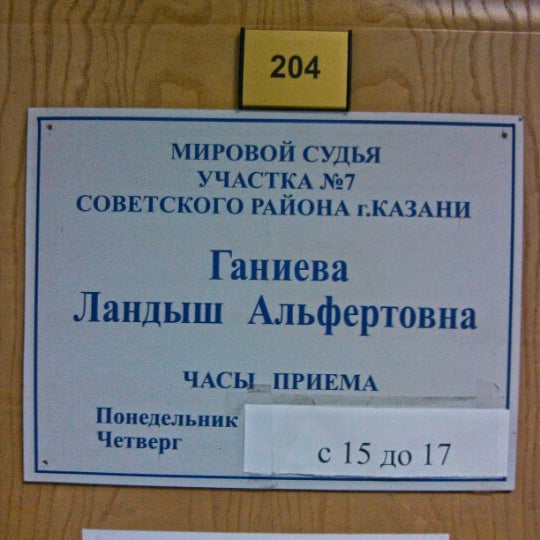 204
МИРОВОЙ СУДЬЯ
УЧАСТКА №7
СОВЕТСКОГО РАЙОНА г.КАЗАНИ
Ганиева
Ландыш Альфертовна
ЧАСЫ ПРИЕМА
Понедельник
Четверг
с 15 до 17